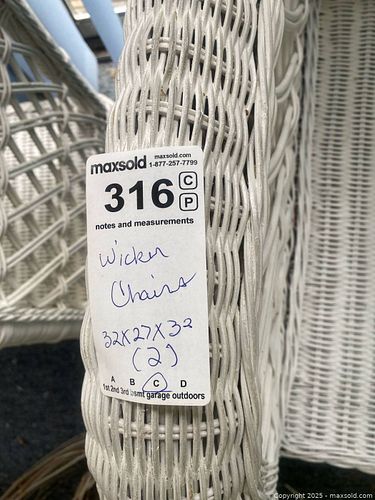 maxsold maxsold.com
1-877-257-7799
316 C
P
notes and measurements
Wicker
Chairs
32x27x32
(2)
A B C D
1st 2nd 3rd bsmt garage outdoors
Copyright 2025 - maxsold.com